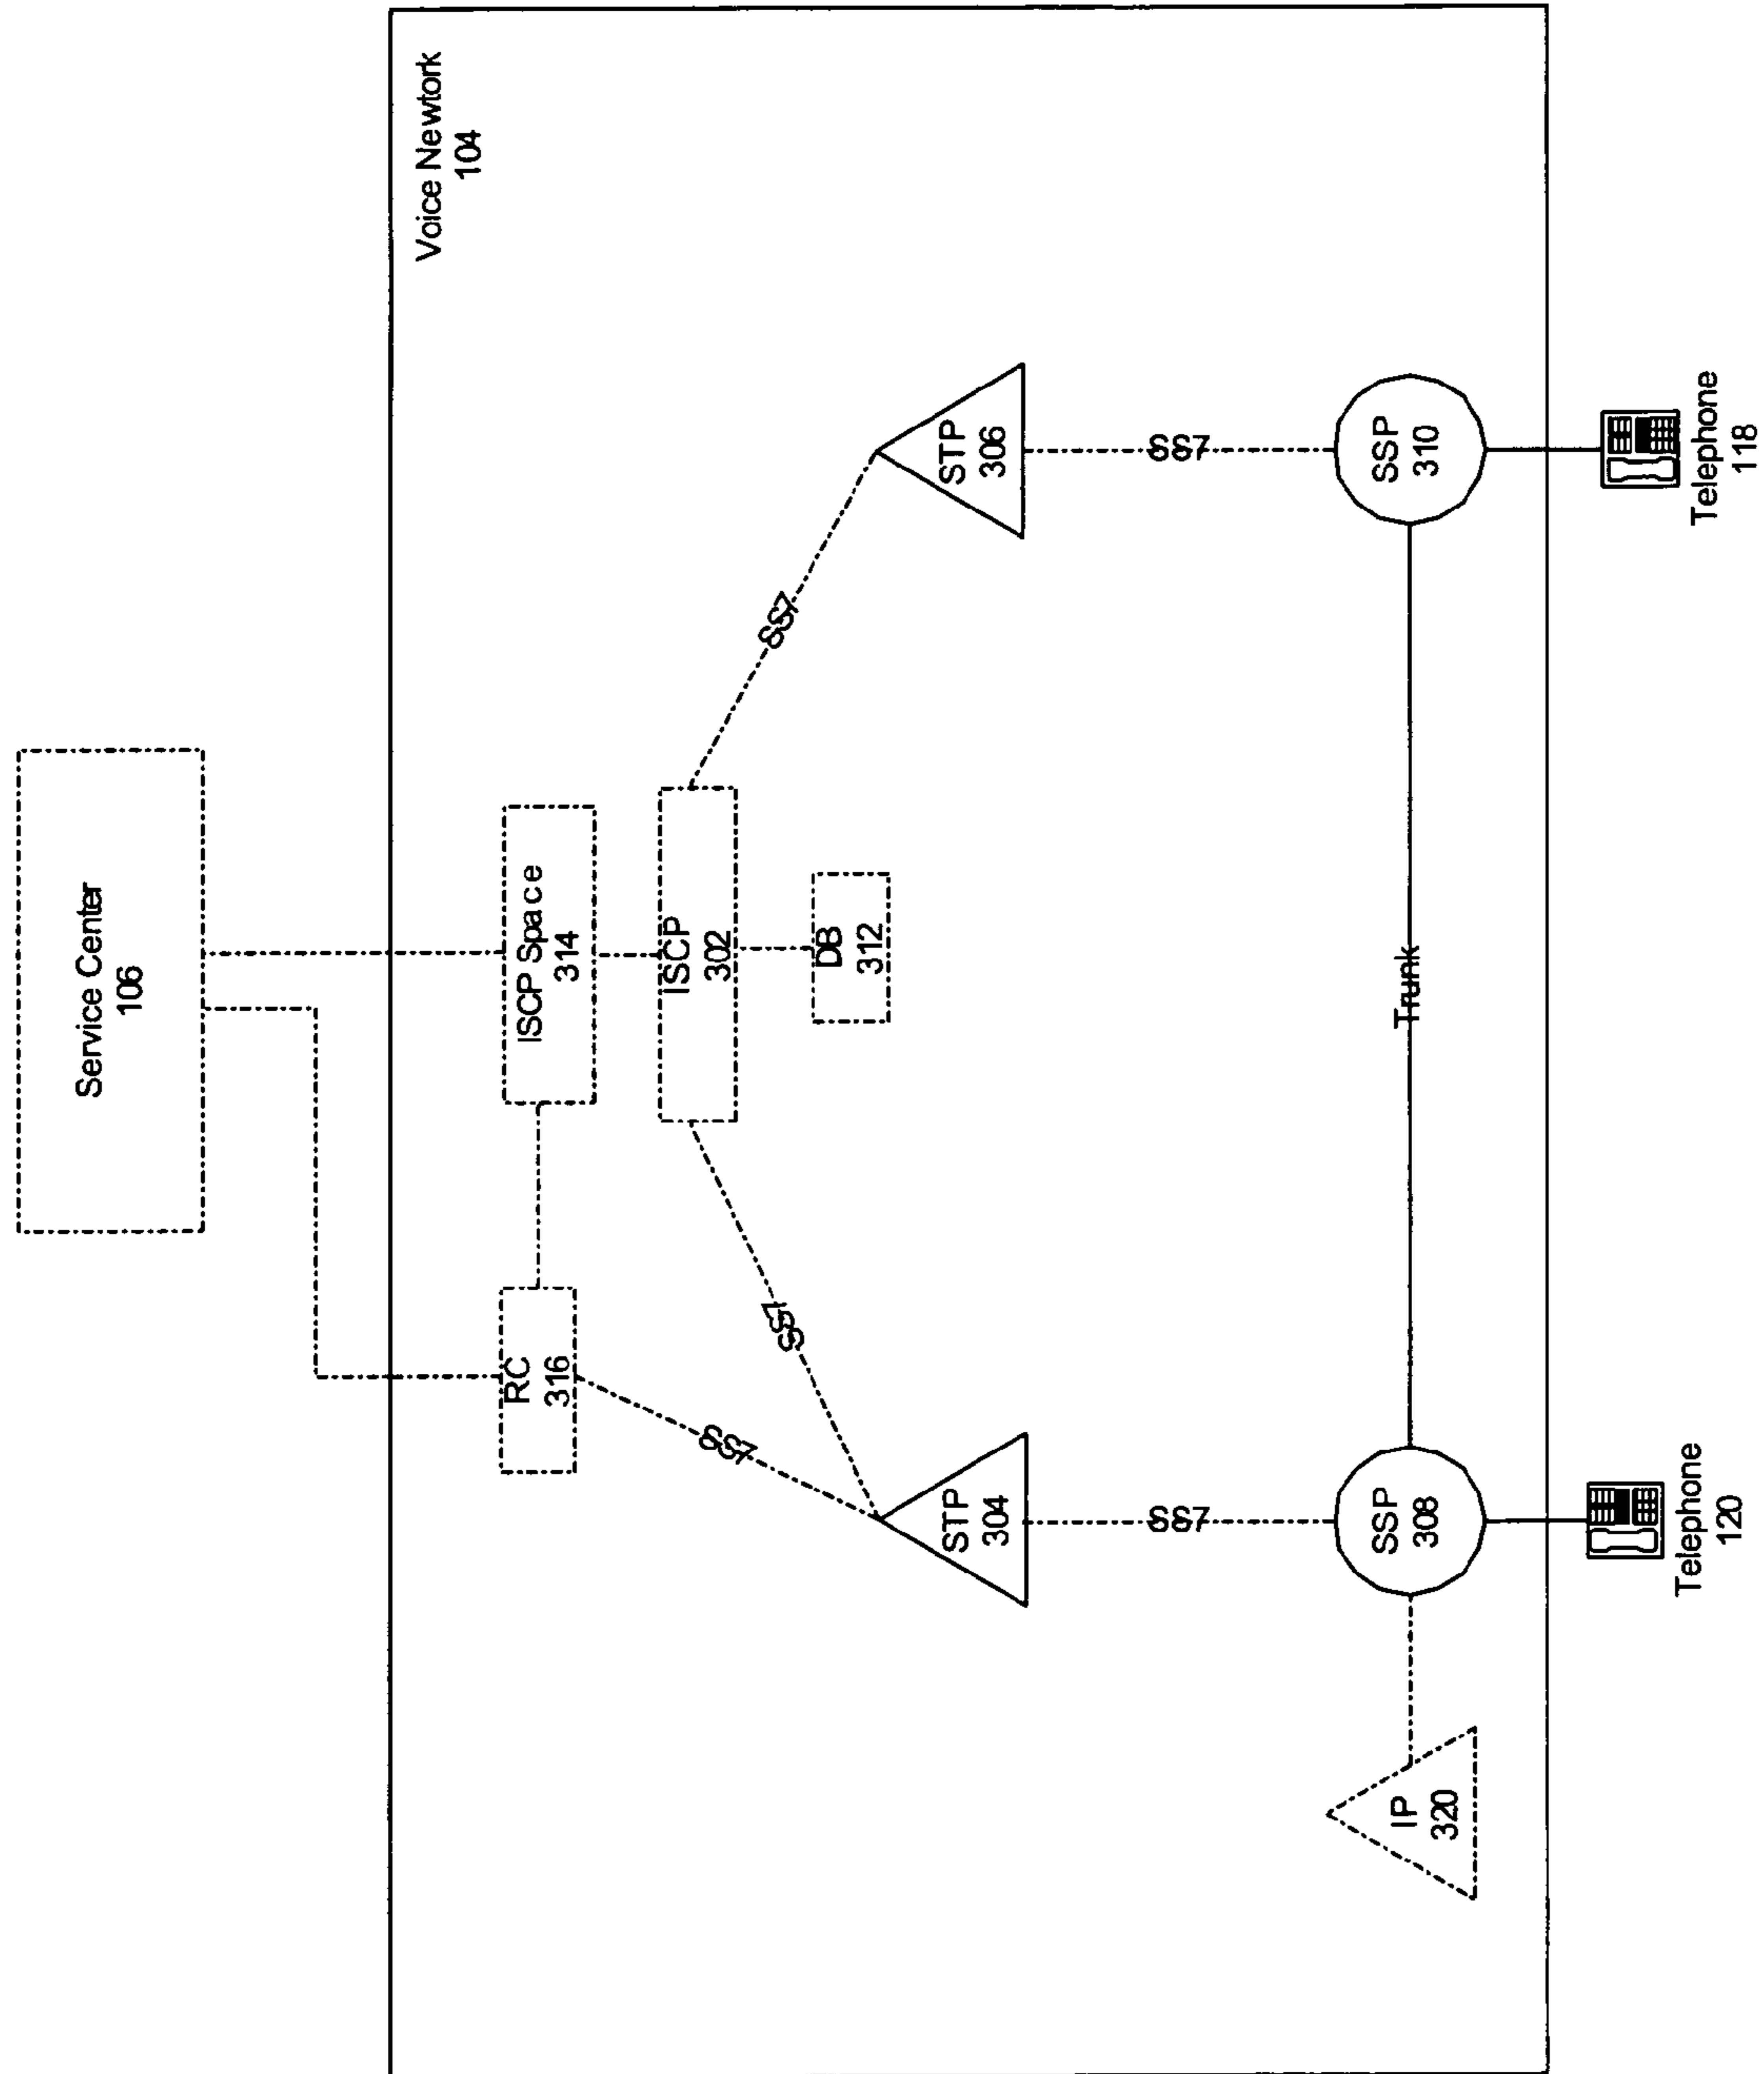 Service Center
106
Voice Newtork
104
RC
316
ISCP Space
314
ISCP
302
DB
312
SS7
SS7
SS7
STP
304
STP
306
SS7
SS7
IP
320
SSP
308
Trunk
SSP
310
Telephone
120
Telephone
118